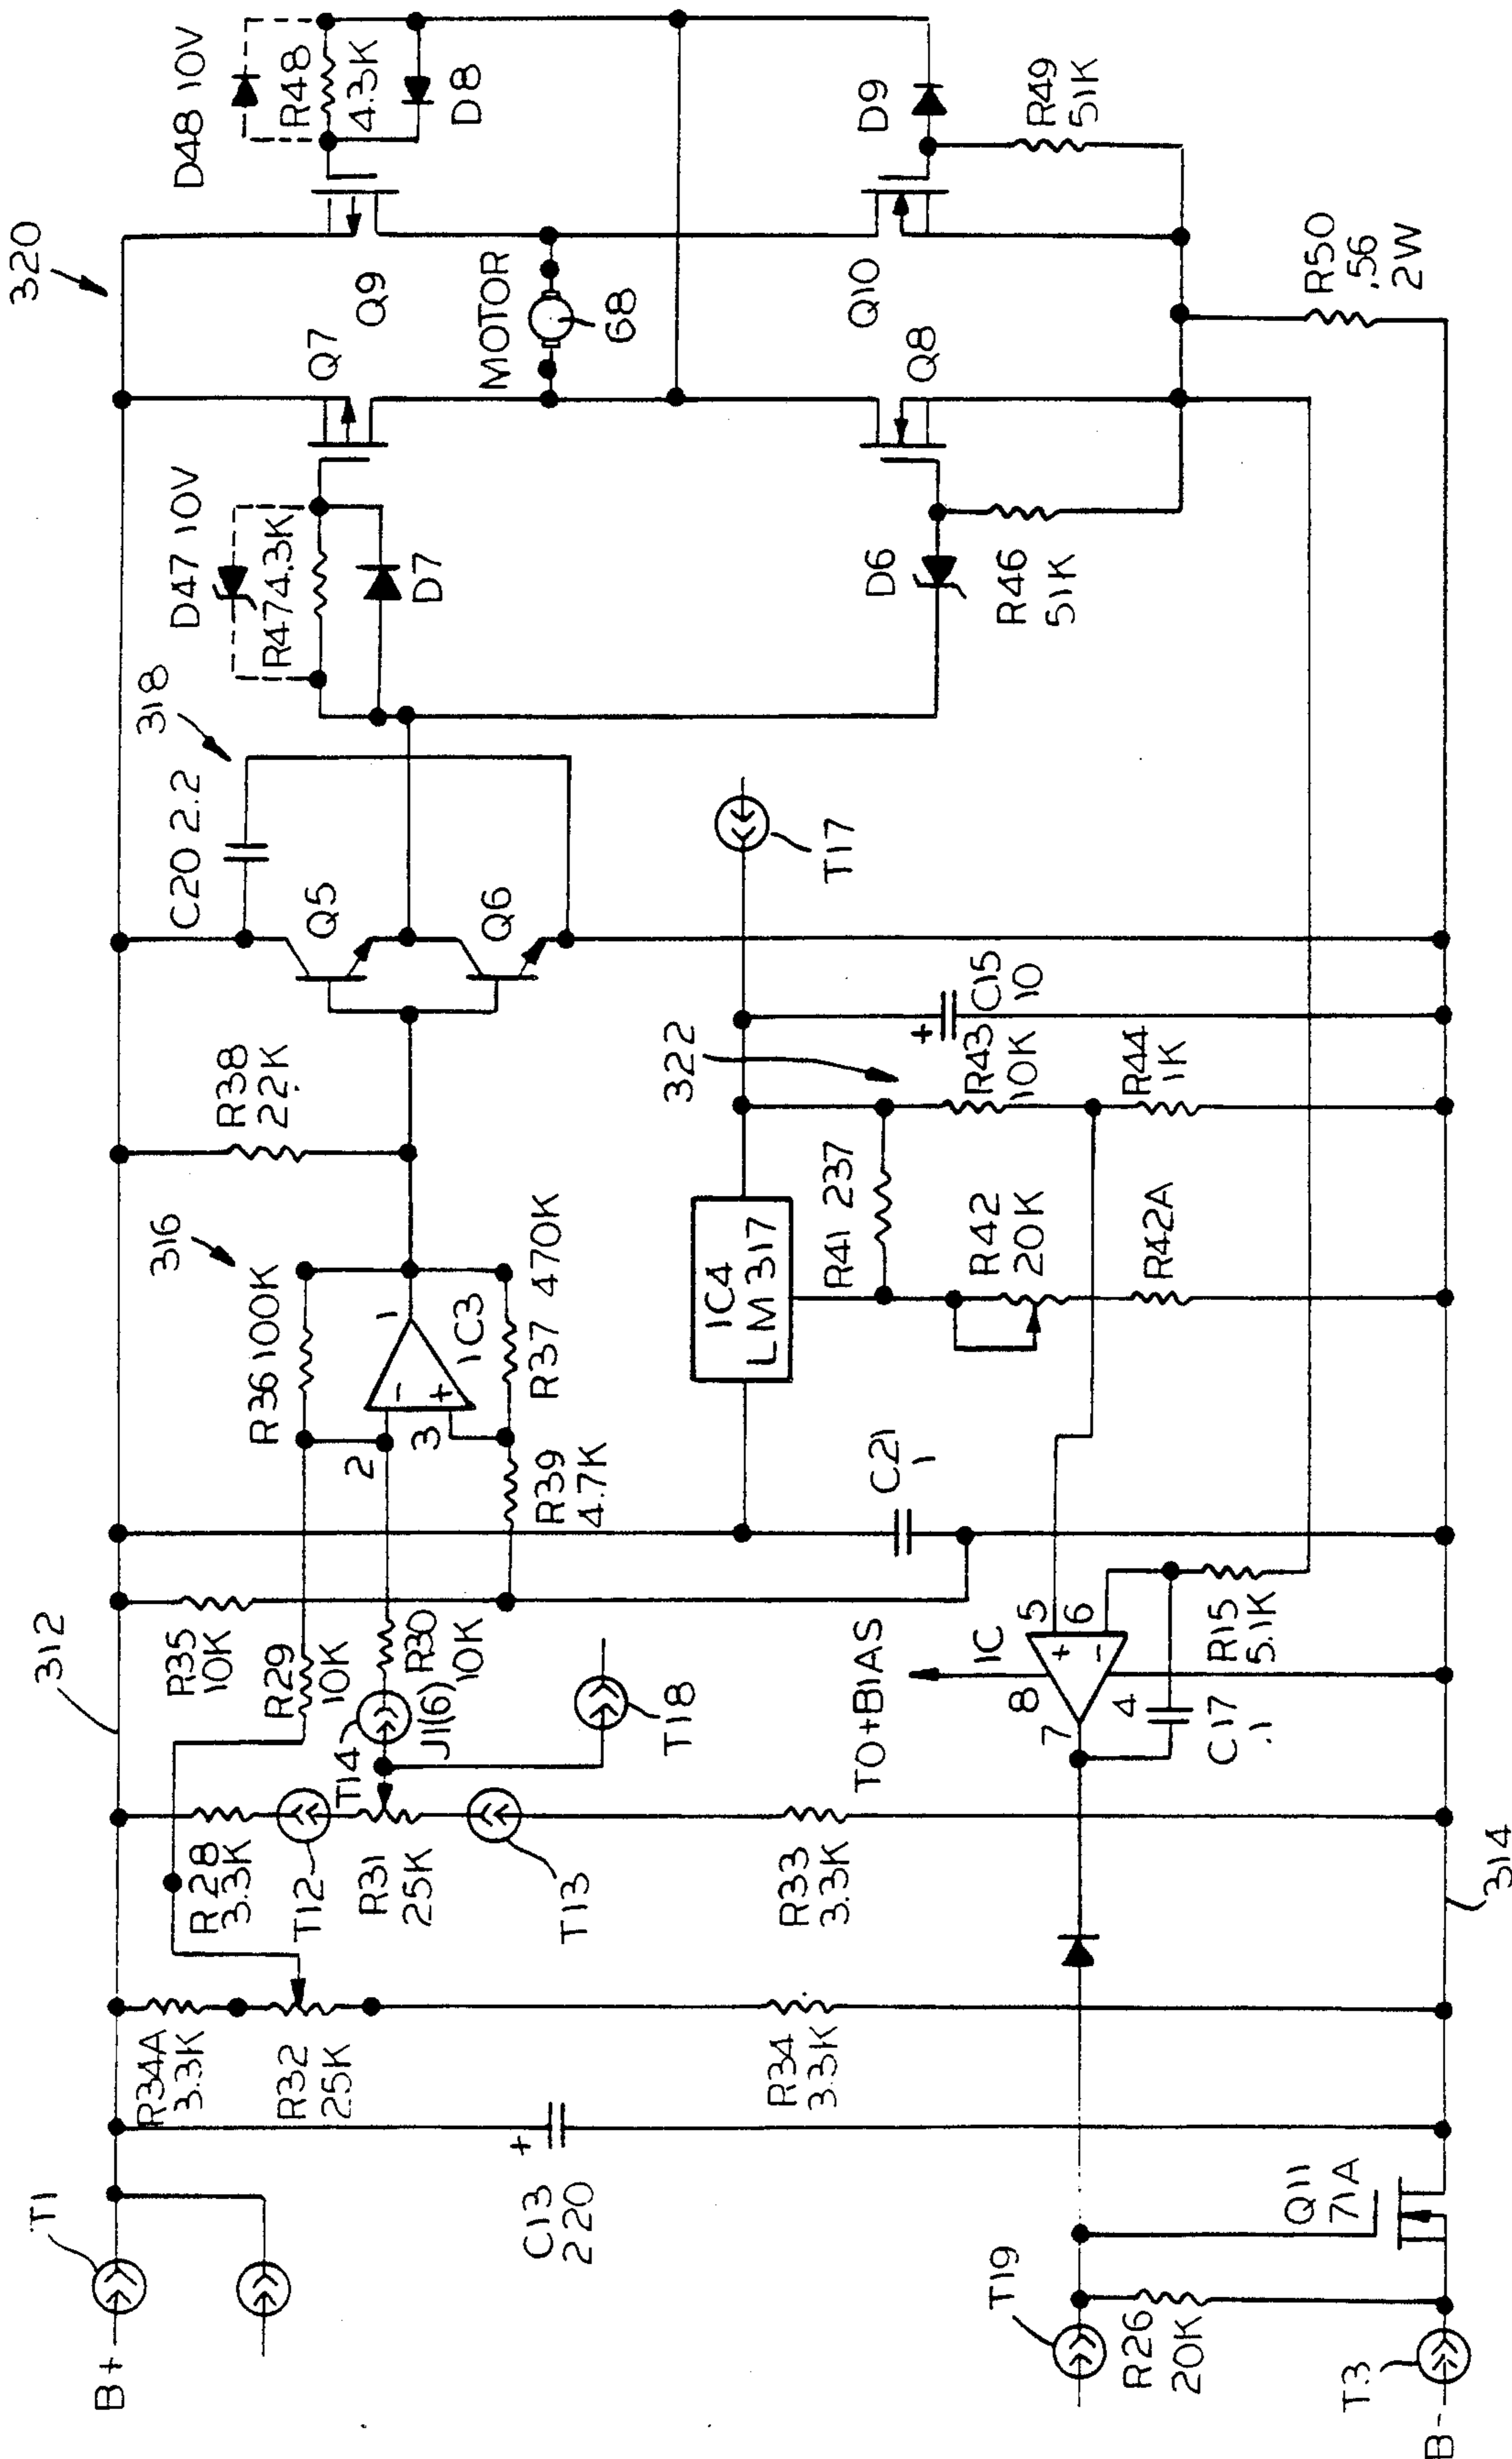 B+
T1
C13
220
R34A
3.3K
R32
25K
R34
3.3K
312
R28
3.3K
T12
R31
25K
T13
R33
3.3K
R35
10K
R29
10K
T14
J1(6)
R30
10K
T18
R36 100K
316
2
3
-
+
1
IC3
R37 470K
R39
4.7K
R38
22K
C20 2.2
318
Q5
Q6
D47 10V
R47 4.3K
D7
D6
R46
51K
320
Q7
Q9
D48 10V
R48
4.3K
D8
MOTOR
68
Q8
Q10
D9
R49
51K
R50
.56
2W
IC4
LM317
T17
322
R41 237
R42
20K
R42A
R43
10K
R44
1K
+
C15
10
C21
1
TO+BIAS
IC
8
5
6
+
-
7
4
R15
5.1K
C17
.1
T19
R26
20K
Q11
71A
314
T3
B-
+